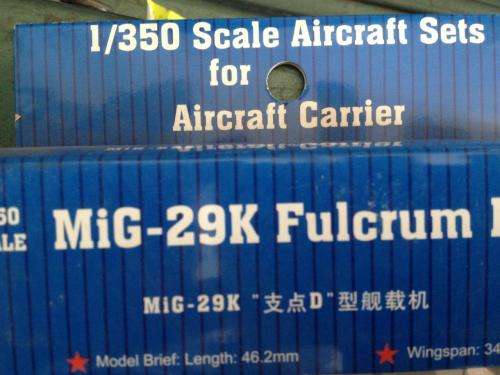 1/350 Scale Aircraft Sets
for
Aircraft Carrier
MiG-29K Fulcrum
MiG-29K "支点D"型舰载机
★ Model Brief: Length: 46.2mm ★ Wingspan: 34